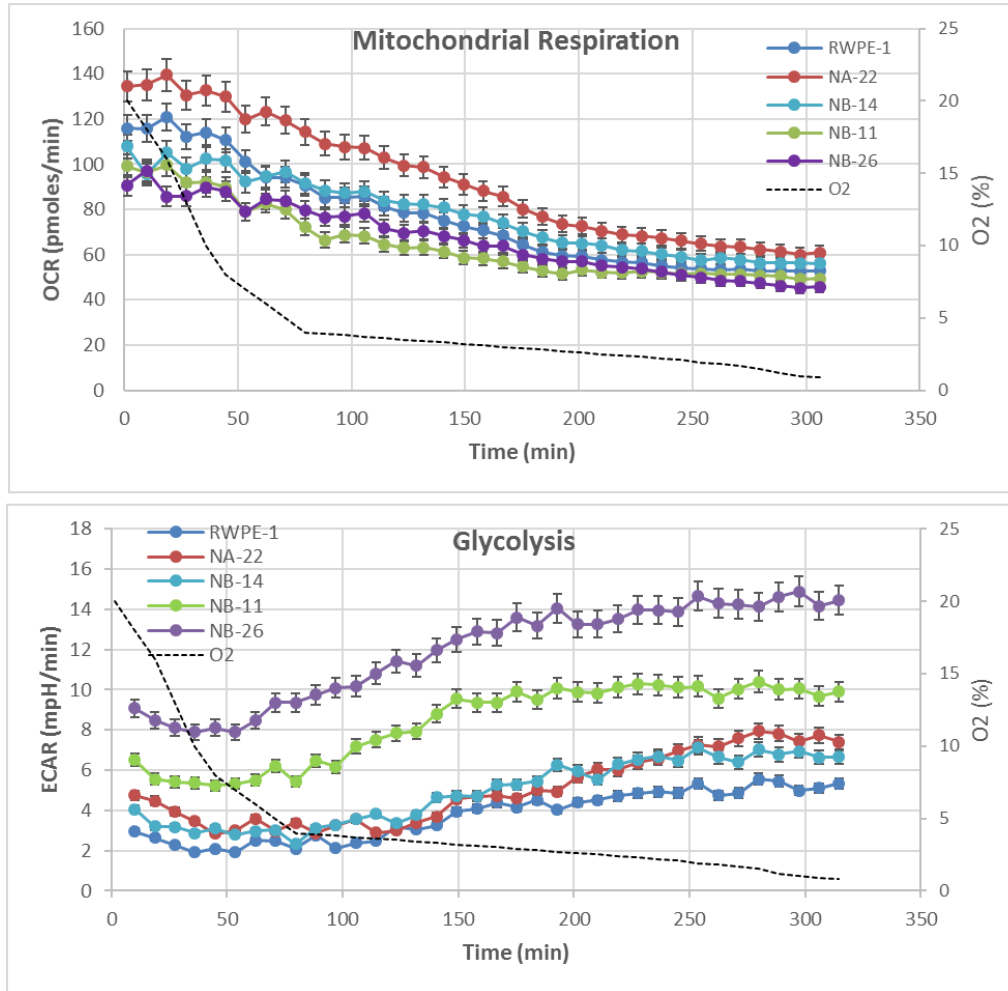 Mitochondrial Respiration
160
140
120
100
80
60
40
20
0
OCR (pmoles/min)
25
20
15
10
5
0
O2 (%)
RWPE-1
NA-22
NB-14
NB-11
NB-26
O2
0 50 100 150 200 250 300 350
Time (min)
Glycolysis
18
16
14
12
10
8
6
4
2
0
ECAR (mpH/min)
25
20
15
10
5
0
O2 (%)
RWPE-1
NA-22
NB-14
NB-11
NB-26
O2
0 50 100 150 200 250 300 350
Time (min)